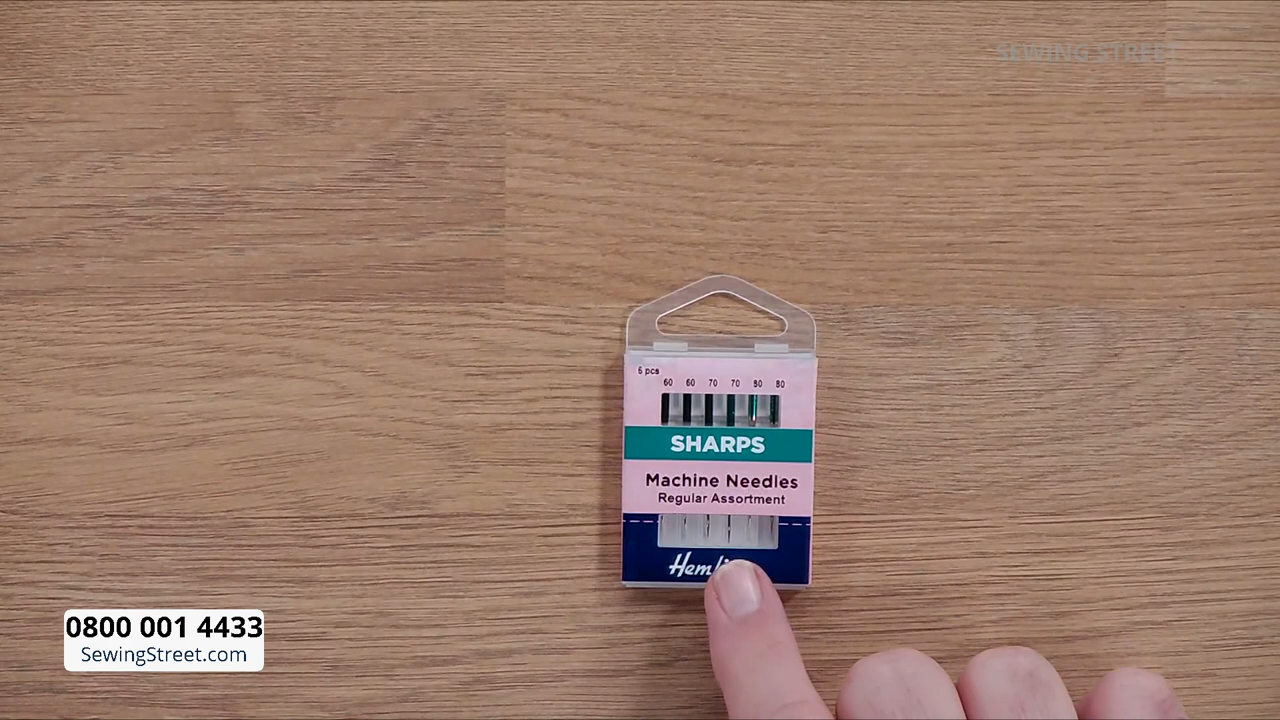 SEWING STREET
6 pcs
60 60 70 70 80 80
SHARPS
Machine Needles
Regular Assortment
0800 001 4433
SewingStreet.com